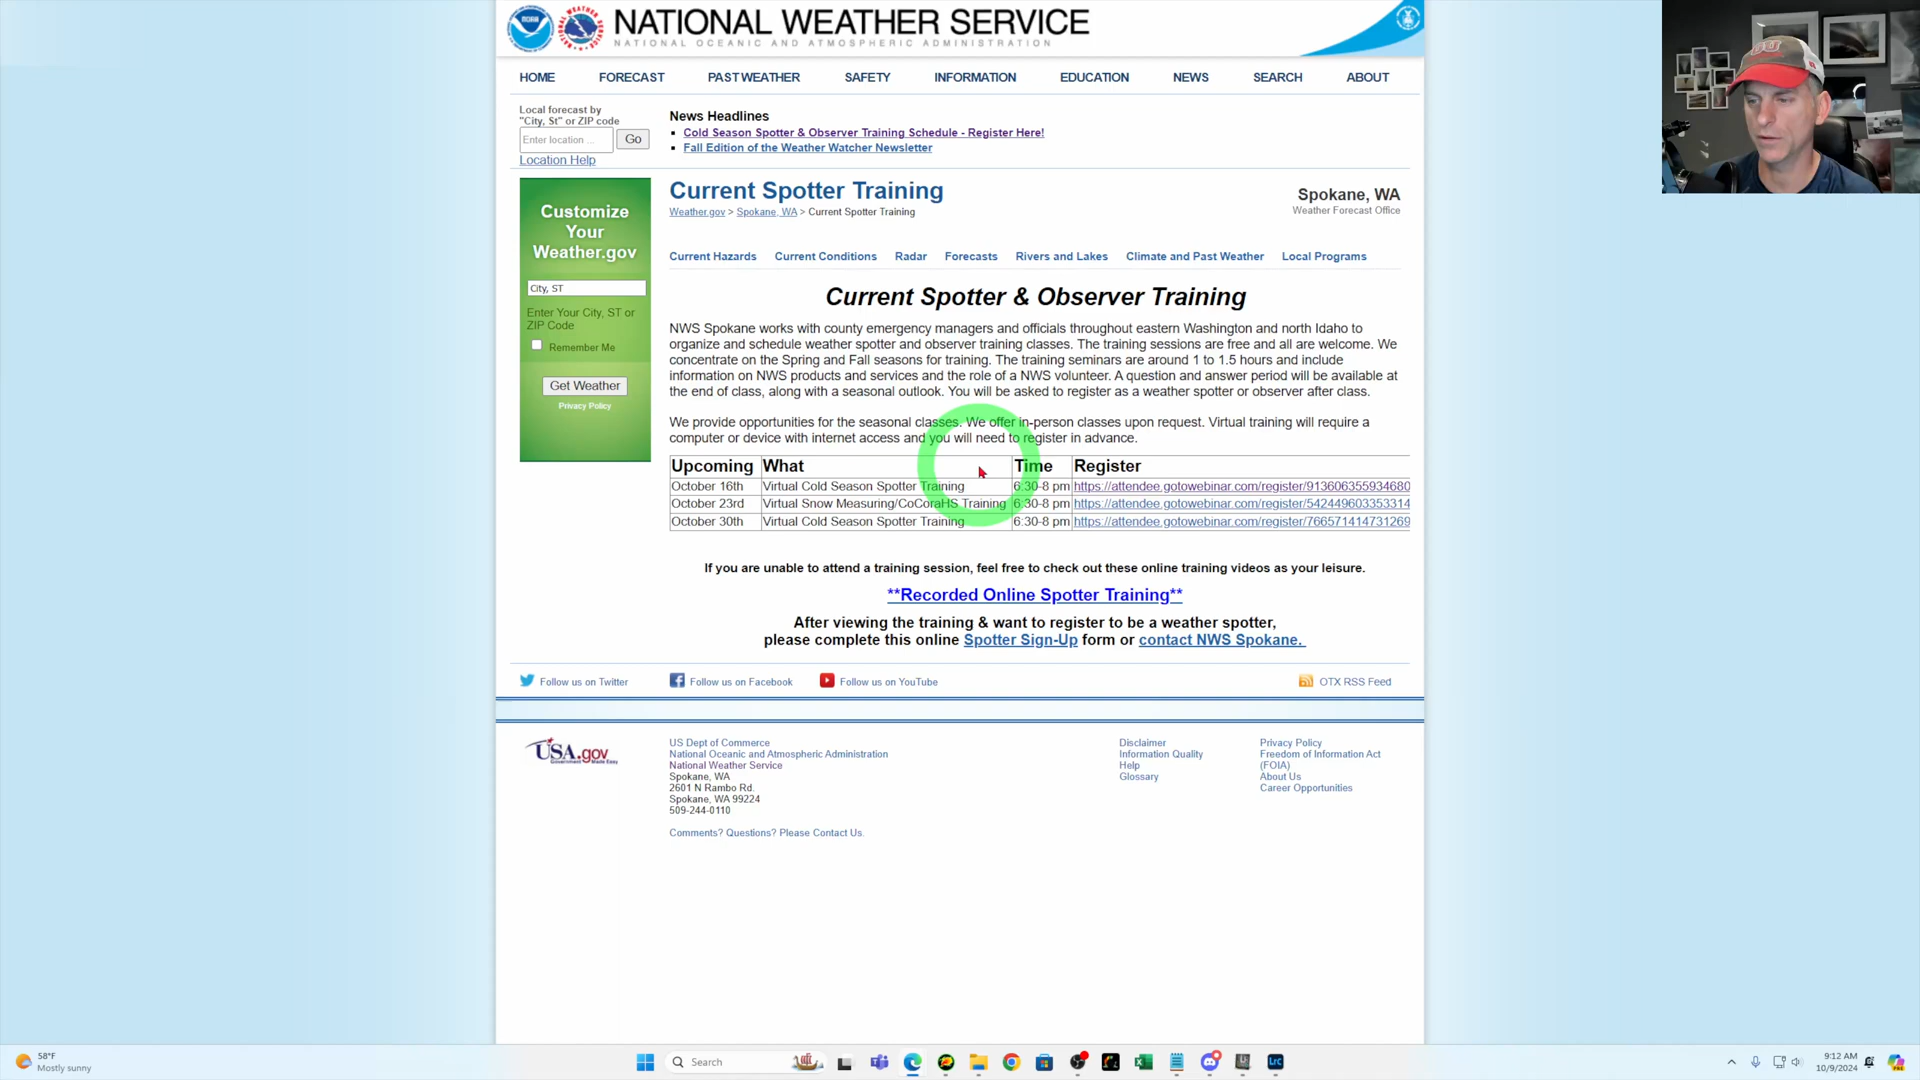 NATIONAL WEATHER SERVICE
NATIONAL OCEANIC AND ATMOSPHERIC ADMINISTRATION
HOME FORECAST PAST WEATHER SAFETY INFORMATION EDUCATION NEWS SEARCH ABOUT
Local forecast by
"City, St" or ZIP code
Enter location ... Go
Location Help
News Headlines
Cold Season Spotter & Observer Training Schedule - Register Here!
Fall Edition of the Weather Watcher Newsletter
Customize
Your
Weather.gov
City, ST
Enter Your City, ST or
ZIP Code
Remember Me
Get Weather
Privacy Policy
Current Spotter Training
Weather.gov > Spokane, WA > Current Spotter Training
Spokane, WA
Weather Forecast Office
Current Hazards Current Conditions Radar Forecasts Rivers and Lakes Climate and Past Weather Local Programs
Current Spotter & Observer Training
NWS Spokane works with county emergency managers and officials throughout eastern Washington and north Idaho to
organize and schedule weather spotter and observer training classes. The training sessions are free and all are welcome. We
concentrate on the Spring and Fall seasons for training. The training seminars are around 1 to 1.5 hours and include
information on NWS products and services and the role of a NWS volunteer. A question and answer period will be available at
the end of class, along with a seasonal outlook. You will be asked to register as a weather spotter or observer after class.
We provide opportunities for the seasonal classes. We offer in-person classes upon request. Virtual training will require a
computer or device with internet access and you will need to register in advance.
Upcoming What Time Register
October 16th Virtual Cold Season Spotter Training 6:30-8 pm https://attendee.gotowebinar.com/register/913606355934680
October 23rd Virtual Snow Measuring/CoCoraHS Training 6:30-8 pm https://attendee.gotowebinar.com/register/542449603353314
October 30th Virtual Cold Season Spotter Training 6:30-8 pm https://attendee.gotowebinar.com/register/766571414731269
If you are unable to attend a training session, feel free to check out these online training videos as your leisure.
**Recorded Online Spotter Training**
After viewing the training & want to register to be a weather spotter,
please complete this online Spotter Sign-Up form or contact NWS Spokane.
Follow us on Twitter Follow us on Facebook Follow us on YouTube OTX RSS Feed
USA.gov
Government Made Easy
US Dept of Commerce
National Oceanic and Atmospheric Administration
National Weather Service
Spokane, WA
2601 N Rambo Rd.
Spokane, WA 99224
509-244-0110
Comments? Questions? Please Contact Us.
Disclaimer
Information Quality
Help
Glossary
Privacy Policy
Freedom of Information Act
(FOIA)
About Us
Career Opportunities
58°F
Mostly sunny
Search
Lrc
9:12 AM
10/9/2024